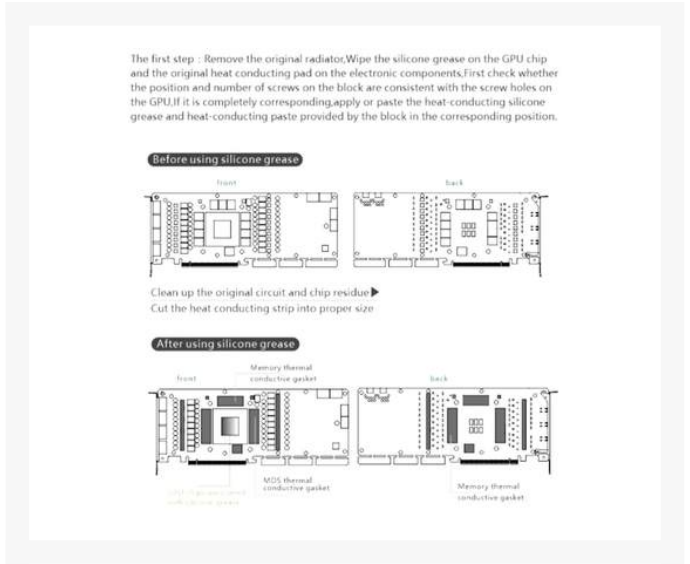 The first step : Remove the original radiator,Wipe the silicone grease on the GPU chip
and the original heat conducting pad on the electronic components,First check whether
the position and number of screws on the block are consistent with the screw holes on
the GPU,If it is completely corresponding,apply or paste the heat-conducting silicone
grease and heat-conducting paste provided by the block in the corresponding position.
Before using silicone grease
front
back
Clean up the original circuit and chip residue▶
Cut the heat conducting strip into proper size
After using silicone grease
Memory thermal
conductive gasket
front
back
MOS thermal
conductive gasket
Memory thermal
conductive gasket